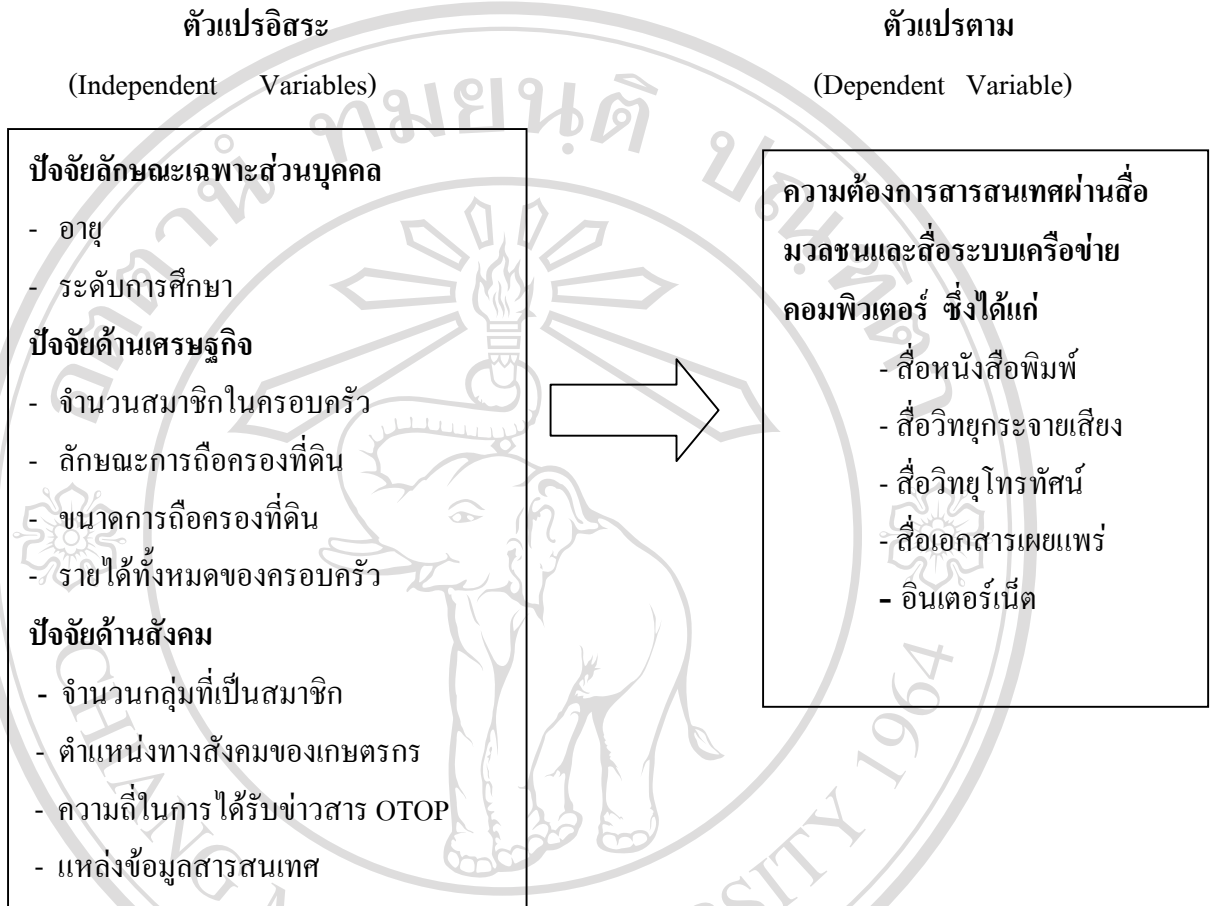 ตัวแปรอิสระ
(Independent Variables)
ปัจจัยลักษณะเฉพาะส่วนบุคคล
- อายุ
- ระดับการศึกษา
ปัจจัยด้านเศรษฐกิจ
- จำนวนสมาชิกในครอบครัว
- ลักษณะการถือครองที่ดิน
- ขนาดการถือครองที่ดิน
- รายได้ทั้งหมดของครอบครัว
ปัจจัยด้านสังคม
- จำนวนกลุ่มที่เป็นสมาชิก
- ตำแหน่งทางสังคมของเกษตรกร
- ความถี่ในการได้รับข่าวสาร OTOP
- แหล่งข้อมูลสารสนเทศ
ตัวแปรตาม
(Dependent Variable)
ความต้องการสารสนเทศผ่านสื่อ
มวลชนและสื่อระบบเครือข่าย
คอมพิวเตอร์ ซึ่งได้แก่
- สื่อหนังสือพิมพ์
- สื่อวิทยุกระจายเสียง
- สื่อวิทยุโทรทัศน์
- สื่อเอกสารเผยแพร่
- อินเตอร์เน็ต
ทมยนฺติ ปณฺฑิตา
1964